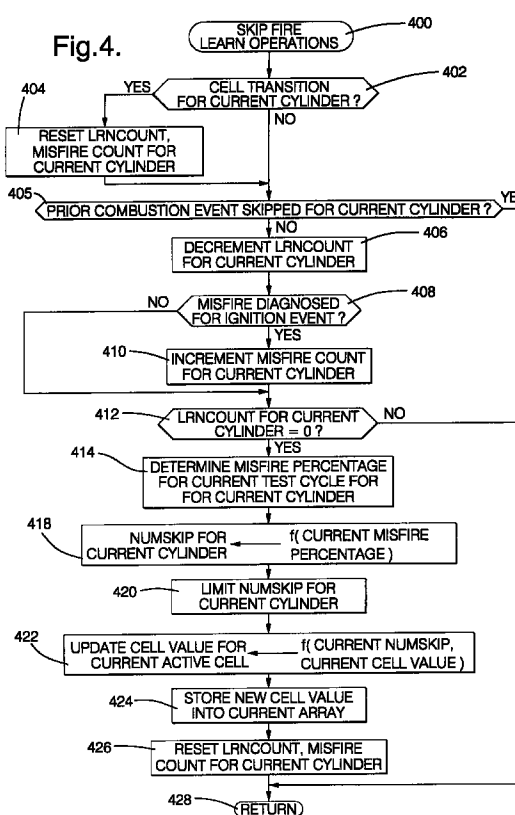 Fig.4.
SKIP FIRE
LEARN OPERATIONS
400
402
CELL TRANSITION
FOR CURRENT CYLINDER ?
YES
404
NO
RESET LRNCOUNT,
MISFIRE COUNT FOR
CURRENT CYLINDER
405
PRIOR COMBUSTION EVENT SKIPPED FOR CURRENT CYLINDER ?
YES
NO
DECREMENT LRNCOUNT
FOR CURRENT CYLINDER
406
NO
MISFIRE DIAGNOSED
FOR IGNITION EVENT ?
408
YES
410
INCREMENT MISFIRE COUNT
FOR CURRENT CYLINDER
412
LRNCOUNT FOR CURRENT
CYLINDER = 0 ?
NO
YES
414
DETERMINE MISFIRE PERCENTAGE
FOR CURRENT TEST CYCLE FOR
FOR CURRENT CYLINDER
418
NUMSKIP FOR
CURRENT CYLINDER
f( CURRENT MISFIRE
PERCENTAGE )
420
LIMIT NUMSKIP FOR
CURRENT CYLINDER
422
UPDATE CELL VALUE FOR
CURRENT ACTIVE CELL
f( CURRENT NUMSKIP,
CURRENT CELL VALUE )
424
STORE NEW CELL VALUE
INTO CURRENT ARRAY
426
RESET LRNCOUNT, MISFIRE
COUNT FOR CURRENT CYLINDER
428
RETURN